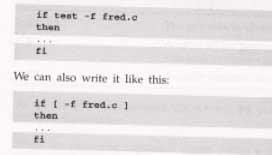 if test -f fred.c
then
...
fi
We can also write it like this:
if [ -f fred.c ]
then
...
fi